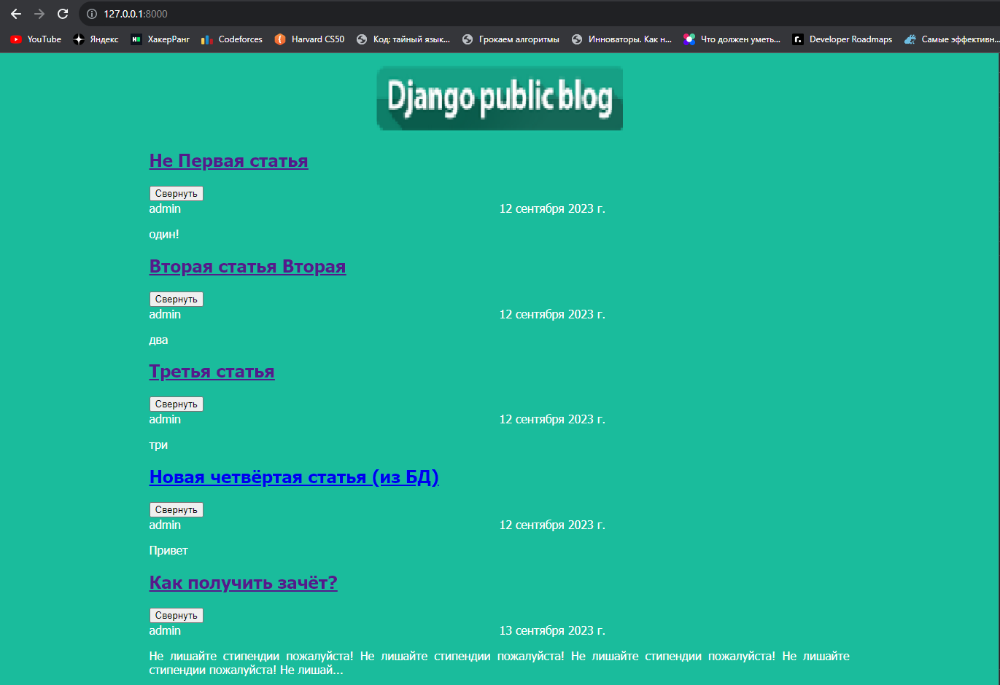 127.0.0.1:8000
YouTube Яндекс ХакерРанг Codeforces Harvard CS50 Код: тайный язык... Грокаем алгоритмы Инноваторы. Как н... Что должен уметь... Developer Roadmaps Самые эффективн...
Django public blog
Не Первая статья
Свернуть
admin 12 сентября 2023 г.
один!
Вторая статья Вторая
Свернуть
admin 12 сентября 2023 г.
два
Третья статья
Свернуть
admin 12 сентября 2023 г.
три
Новая четвёртая статья (из БД)
Свернуть
admin 12 сентября 2023 г.
Привет
Как получить зачёт?
Свернуть
admin 13 сентября 2023 г.
Не лишайте стипендии пожалуйста! Не лишайте стипендии пожалуйста! Не лишайте стипендии пожалуйста! Не лишайте
стипендии пожалуйста! Не лишай...